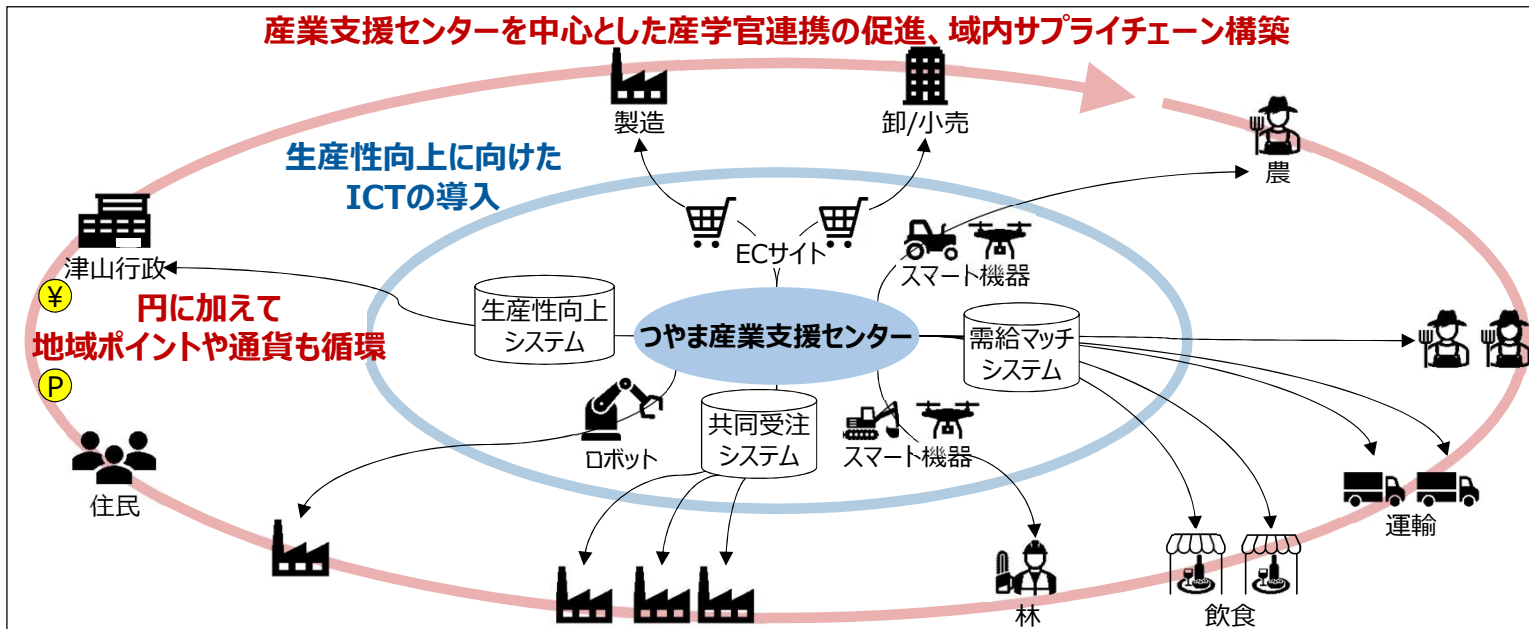 産業支援センターを中心とした産学官連携の促進、域内サプライチェーン構築
製造
卸/小売
農
生産性向上に向けた
ICTの導入
ECサイト
スマート機器
津山行政
¥
円に加えて
地域ポイントや通貨も循環
P
生産性向上
システム
つやま産業支援センター
需給マッチ
システム
ロボット
共同受注
システム
スマート機器
住民
運輸
林
飲食